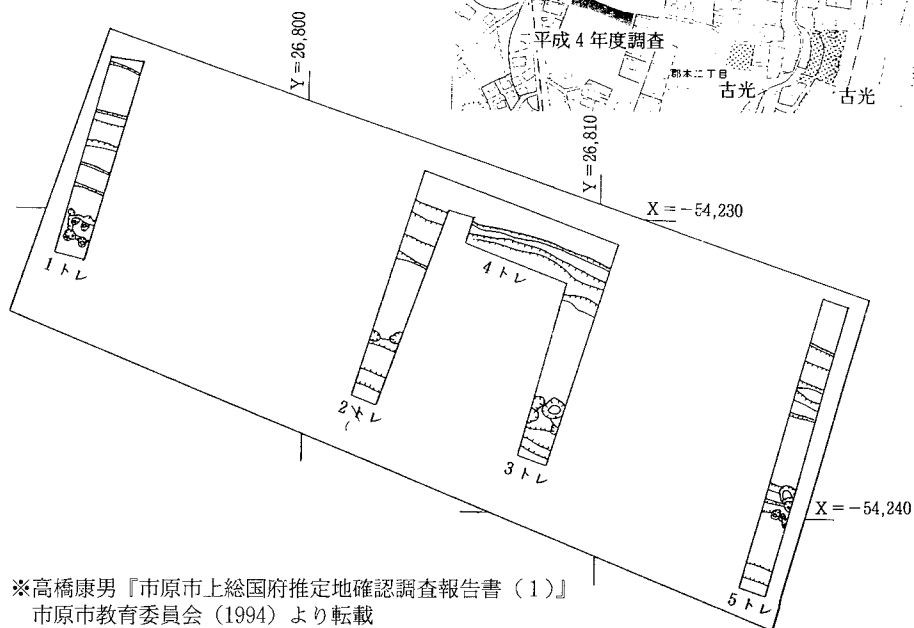 平成4年度調査
郡本二丁目
古光
古光
Y＝26,800
Y＝26,810
X＝−54,230
1トレ
4トレ
2トレ
3トレ
X＝−54,240
5トレ
※高橋康男『市原市上総国府推定地確認調査報告書（1）』
市原市教育委員会（1994）より転載